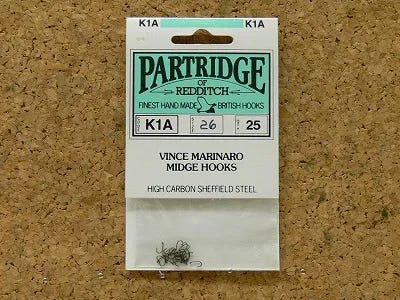 K1A K1A
PARTRIDGE
OF
REDDITCH
FINEST HAND MADE BRITISH HOOKS
K1A 26 25
VINCE MARINARO
MIDGE HOOKS
HIGH CARBON SHEFFIELD STEEL